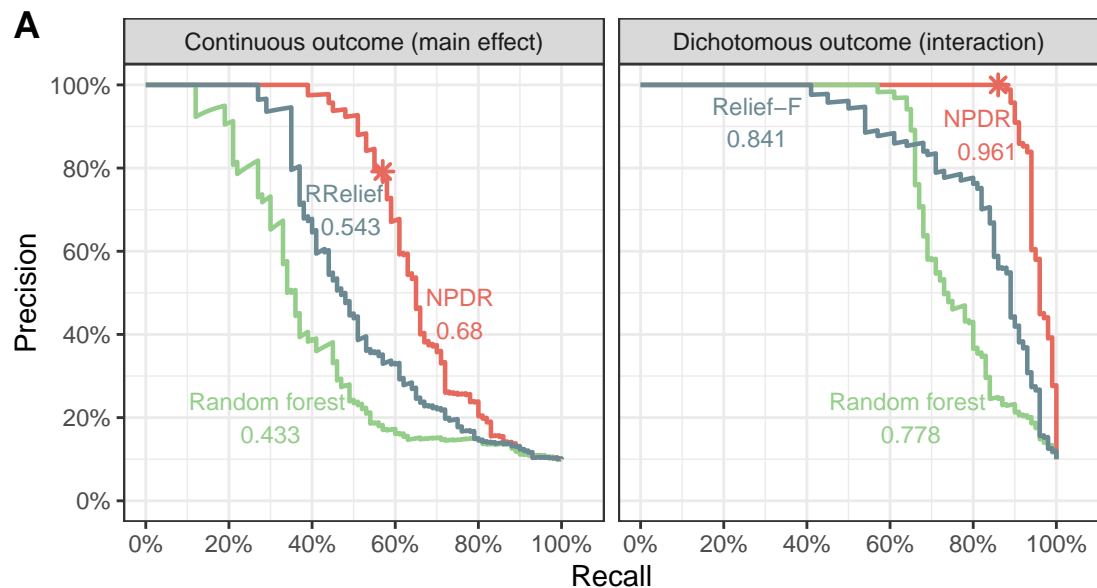 A
Continuous outcome (main effect)
Dichotomous outcome (interaction)
Precision
100%
80%
60%
40%
20%
0%
RRelief
0.543
NPDR
0.68
Random forest
0.433
Relief−F
0.841
NPDR
0.961
Random forest
0.778
0% 20% 40% 60% 80% 100%
0% 20% 40% 60% 80% 100%
Recall